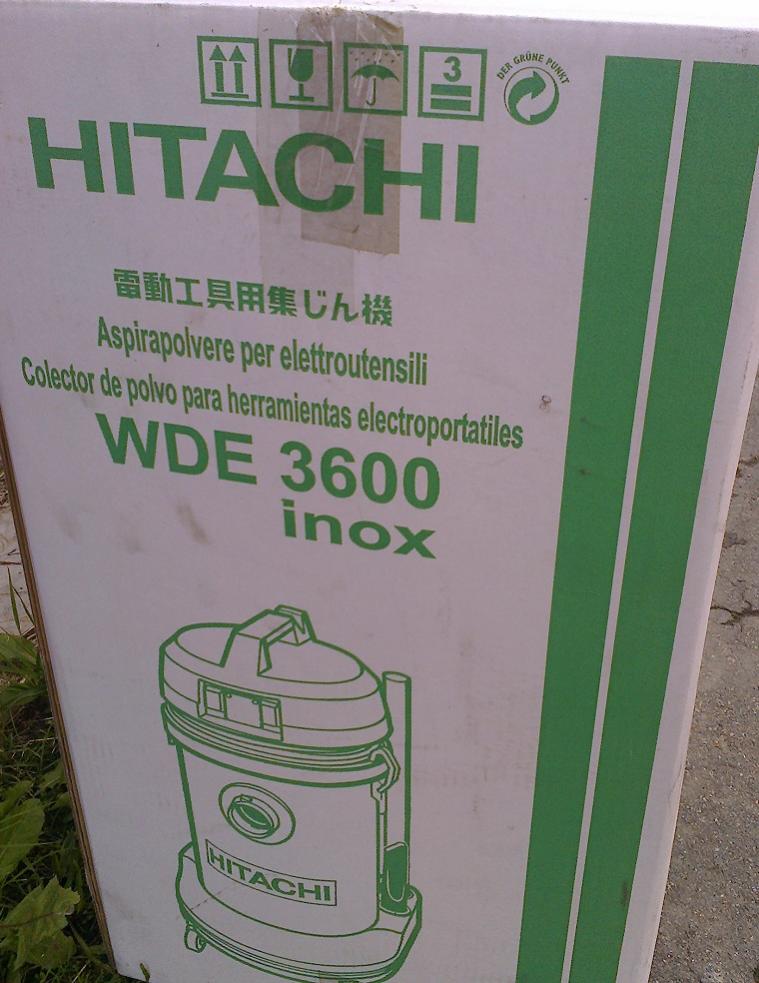 3
DER GRÜNE PUNKT
HITACHI
電動工具用集じん機
Aspirapolvere per elettroutensili
Colector de polvo para herramientas electroportatiles
WDE 3600
inox
HITACHI